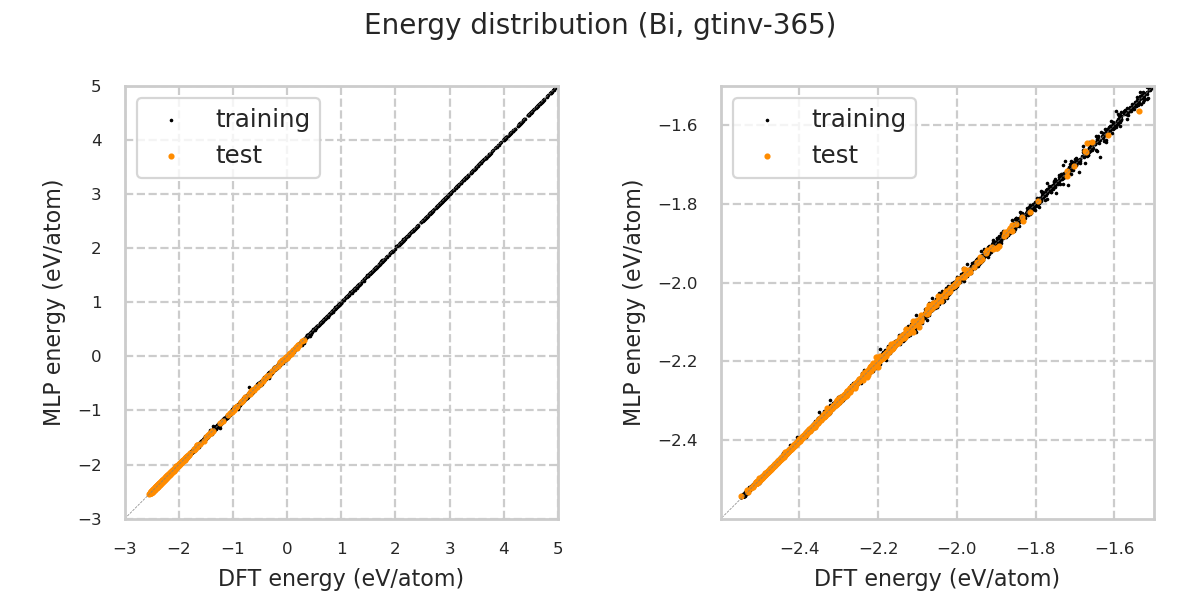 Energy distribution (Bi, gtinv-365)
training
test
5
4
3
2
1
0
−1
−2
−3
−3 −2 −1 0 1 2 3 4 5
MLP energy (eV/atom)
DFT energy (eV/atom)
training
test
−1.6
−1.8
−2.0
−2.2
−2.4
−2.4 −2.2 −2.0 −1.8 −1.6
MLP energy (eV/atom)
DFT energy (eV/atom)